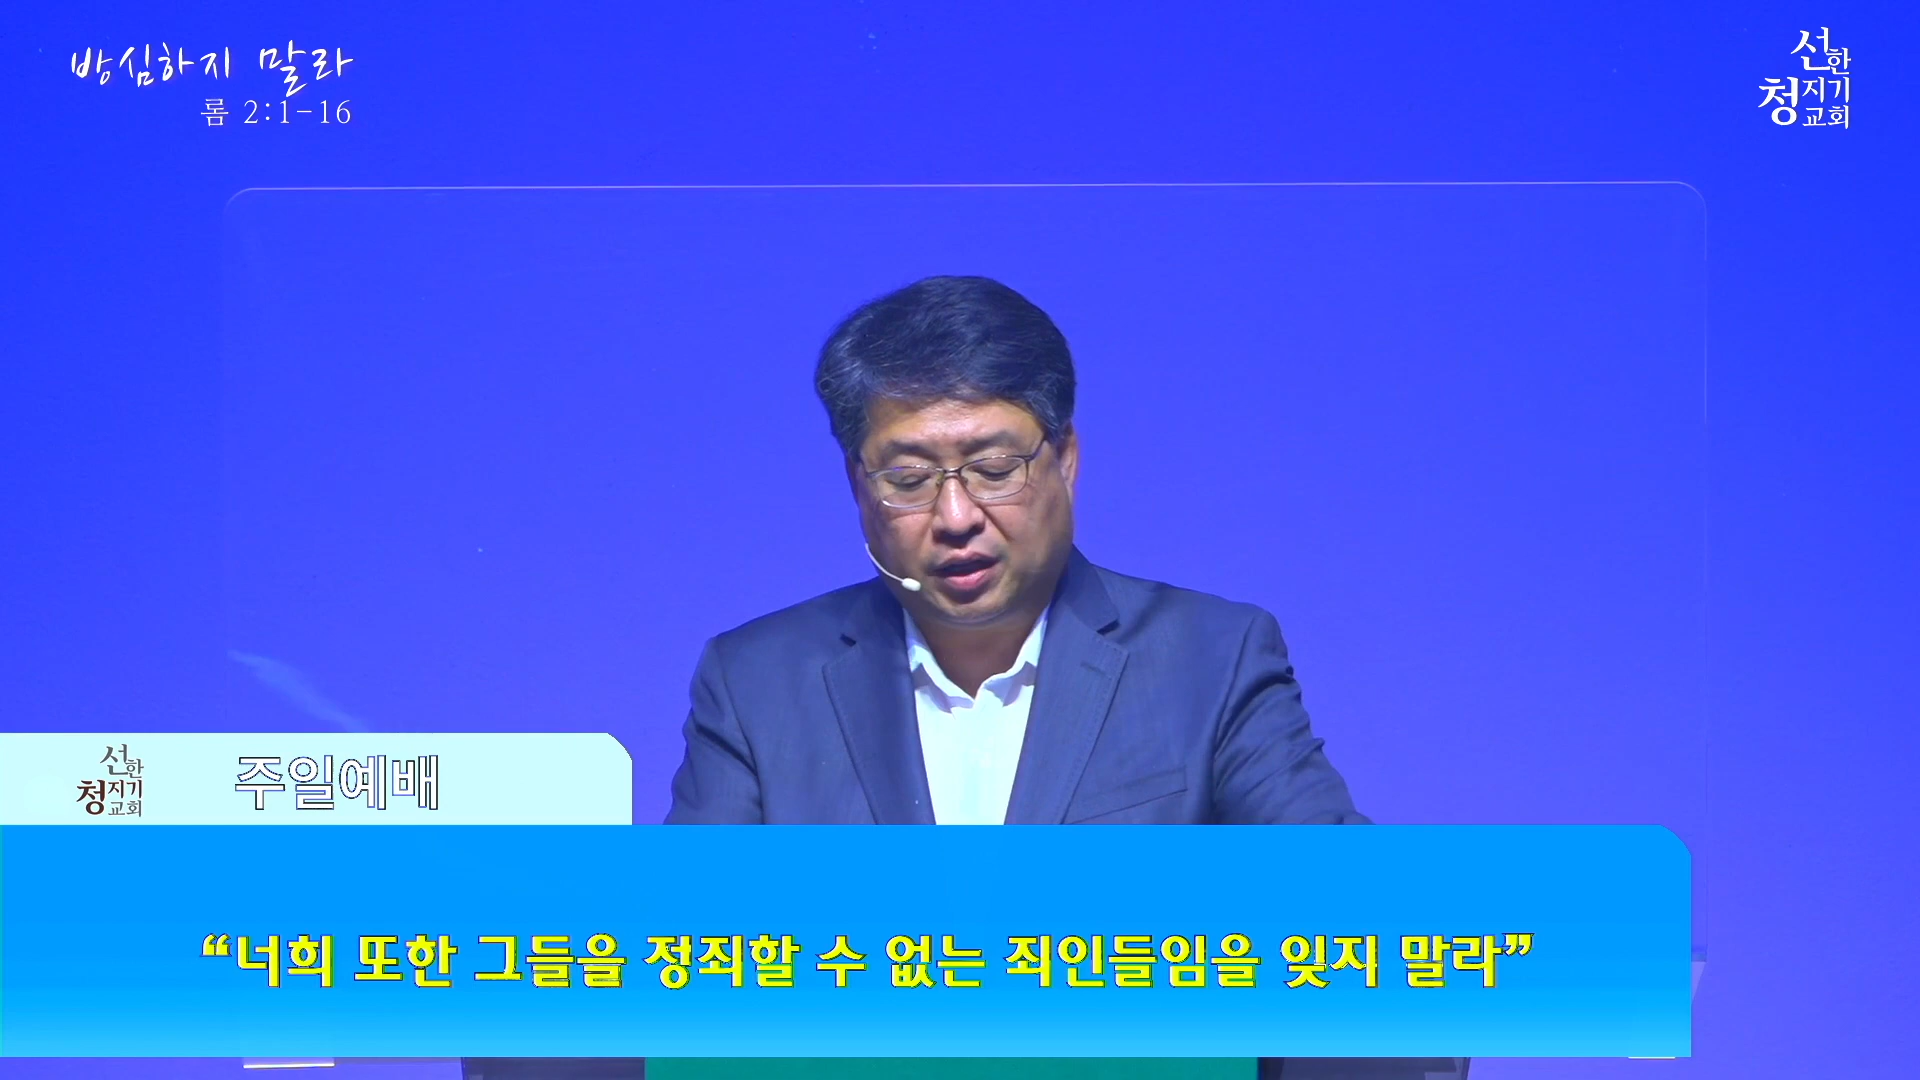 방심하지 말라
롬 2:1-16
선한
청지기
교회
선한
청지기
교회
주일예배
“너희 또한 그들을 정죄할 수 없는 죄인들임을 잊지 말라”